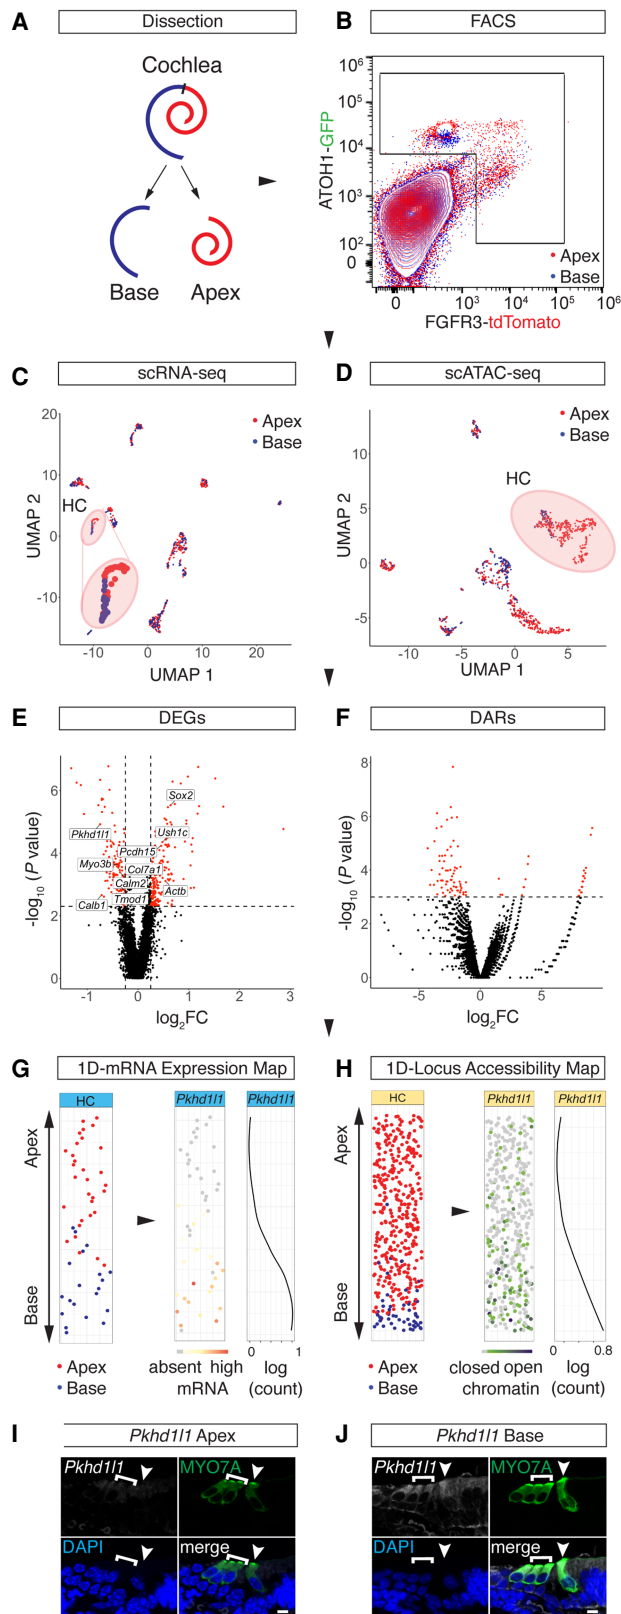 A
Dissection
Cochlea
Base
Apex
B
FACS
ATOH1-GFP
10⁶
10⁵
10⁴
10³
10²
0
Apex
Base
0
10³
10⁴
10⁵
10⁶
FGFR3-tdTomato
C
scRNA-seq
Apex
Base
UMAP 2
20
10
0
-10
HC
-10
0
10
20
UMAP 1
D
scATAC-seq
Apex
Base
UMAP 2
10
5
0
-5
HC
-10
-5
0
5
UMAP 1
E
DEGs
-log₁₀ (P value)
6
4
2
0
Sox2
Pkhd1l1
Ush1c
Pcdh15
Myo3b
Col7a1
Calm2
Actb
Tmod1
Calb1
-1
0
1
2
3
log₂FC
F
DARs
-log₁₀ (P value)
8
6
4
2
0
-5
0
5
log₂FC
G
1D-mRNA Expression Map
HC
Pkhd1l1
Pkhd1l1
Apex
Base
Apex
Base
absent high
mRNA
0
1
log
(count)
H
1D-Locus Accessibility Map
HC
Pkhd1l1
Pkhd1l1
Apex
Base
Apex
Base
closed open
chromatin
0
0.8
log
(count)
I
Pkhd1l1 Apex
Pkhd1l1
MYO7A
DAPI
merge
J
Pkhd1l1 Base
Pkhd1l1
MYO7A
DAPI
merge